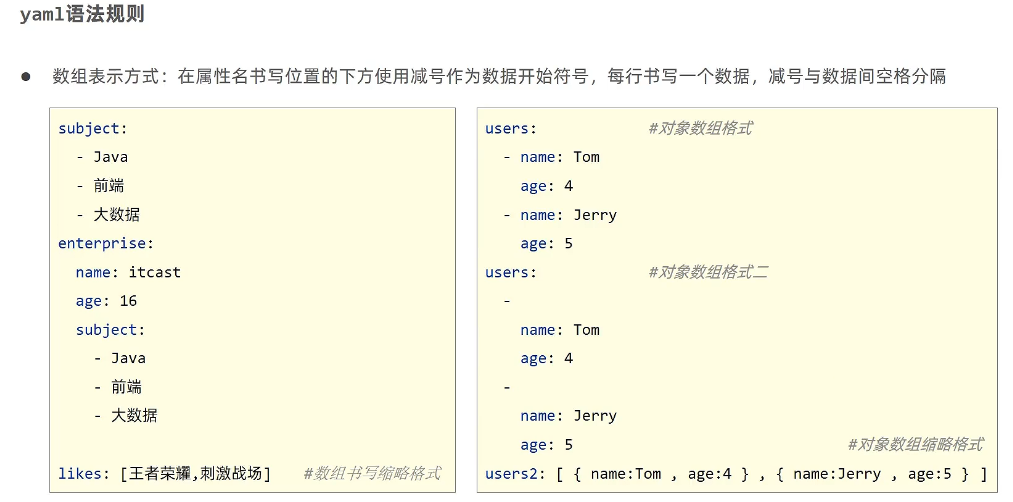 yaml语法规则
● 数组表示方式：在属性名书写位置的下方使用减号作为数据开始符号，每行书写一个数据，减号与数据间空格分隔
subject:
  - Java
  - 前端
  - 大数据
enterprise:
  name: itcast
  age: 16
  subject:
    - Java
    - 前端
    - 大数据
likes: [王者荣耀,刺激战场] #数组书写缩略格式
users: #对象数组格式
  - name: Tom
    age: 4
  - name: Jerry
    age: 5
users: #对象数组格式二
  -
    name: Tom
    age: 4
  -
    name: Jerry
    age: 5
#对象数组缩略格式
users2: [ { name:Tom , age:4 } , { name:Jerry , age:5 } ]